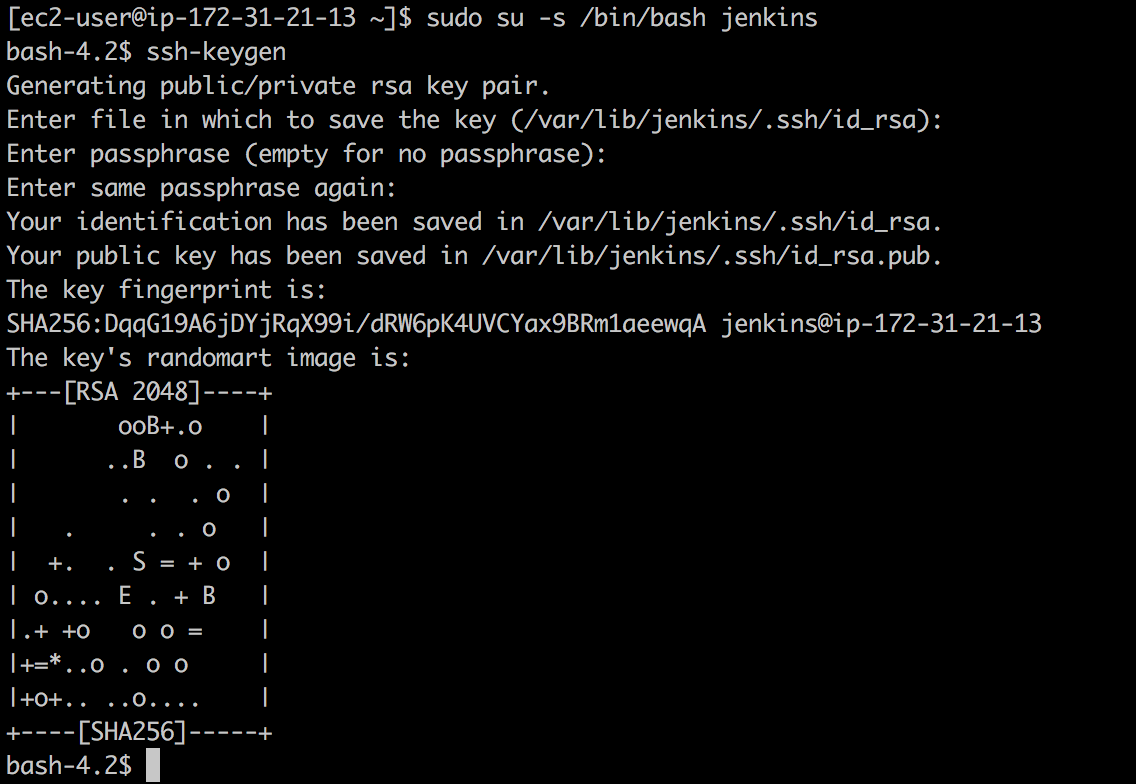 [ec2-user@ip-172-31-21-13 ~]$ sudo su -s /bin/bash jenkins
bash-4.2$ ssh-keygen
Generating public/private rsa key pair.
Enter file in which to save the key (/var/lib/jenkins/.ssh/id_rsa):
Enter passphrase (empty for no passphrase):
Enter same passphrase again:
Your identification has been saved in /var/lib/jenkins/.ssh/id_rsa.
Your public key has been saved in /var/lib/jenkins/.ssh/id_rsa.pub.
The key fingerprint is:
SHA256:DqqG19A6jDYjRqX99i/dRW6pK4UVCYax9BRm1aeewqA jenkins@ip-172-31-21-13
The key's randomart image is:
+---[RSA 2048]----+
|       ooB+.o    |
|      ..B  o . . |
|       . .  . o  |
|   .     . . o   |
|  +.  . S = + o  |
| o.... E . + B   |
|.+ +o   o o =    |
|+=*..o . o o     |
|+o+.. ..o....    |
+----[SHA256]-----+
bash-4.2$